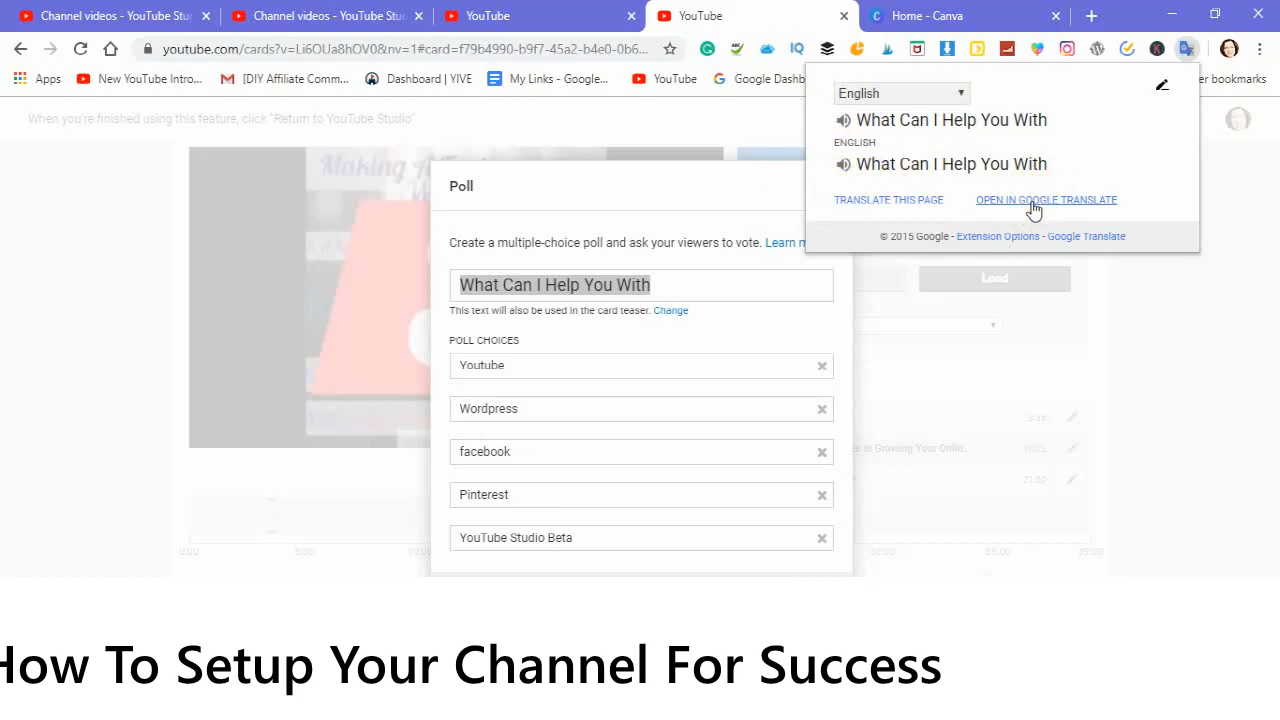 Channel videos - YouTube Stu
Channel videos - YouTube Stu
YouTube
YouTube
Home - Canva
youtube.com/cards?v=Li6OUa8hOV0&nv=1#card=f79b4990-b9f7-45a2-b4e0-0b6...
Apps
New YouTube Intro...
[DIY Affiliate Comm...
Dashboard | YIVE
My Links - Google...
YouTube
Google Dashb
r bookmarks
When you're finished using this feature, click "Return to YouTube Studio"
English
What Can I Help You With
ENGLISH
What Can I Help You With
TRANSLATE THIS PAGE
OPEN IN GOOGLE TRANSLATE
© 2015 Google - Extension Options - Google Translate
Poll
Create a multiple-choice poll and ask your viewers to vote. Learn m
What Can I Help You With
This text will also be used in the card teaser. Change
POLL CHOICES
Youtube
Wordpress
facebook
Pinterest
YouTube Studio Beta
Load
es in Growing Your Onlin..
How To Setup Your Channel For Success